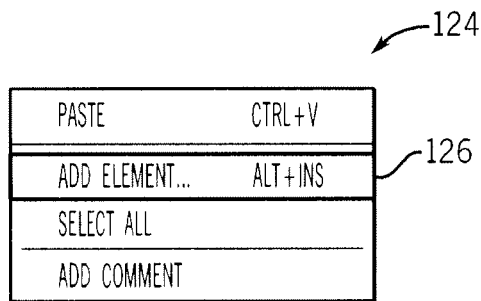 124
PASTE CTRL+V
ADD ELEMENT... ALT+INS
126
SELECT ALL
ADD COMMENT